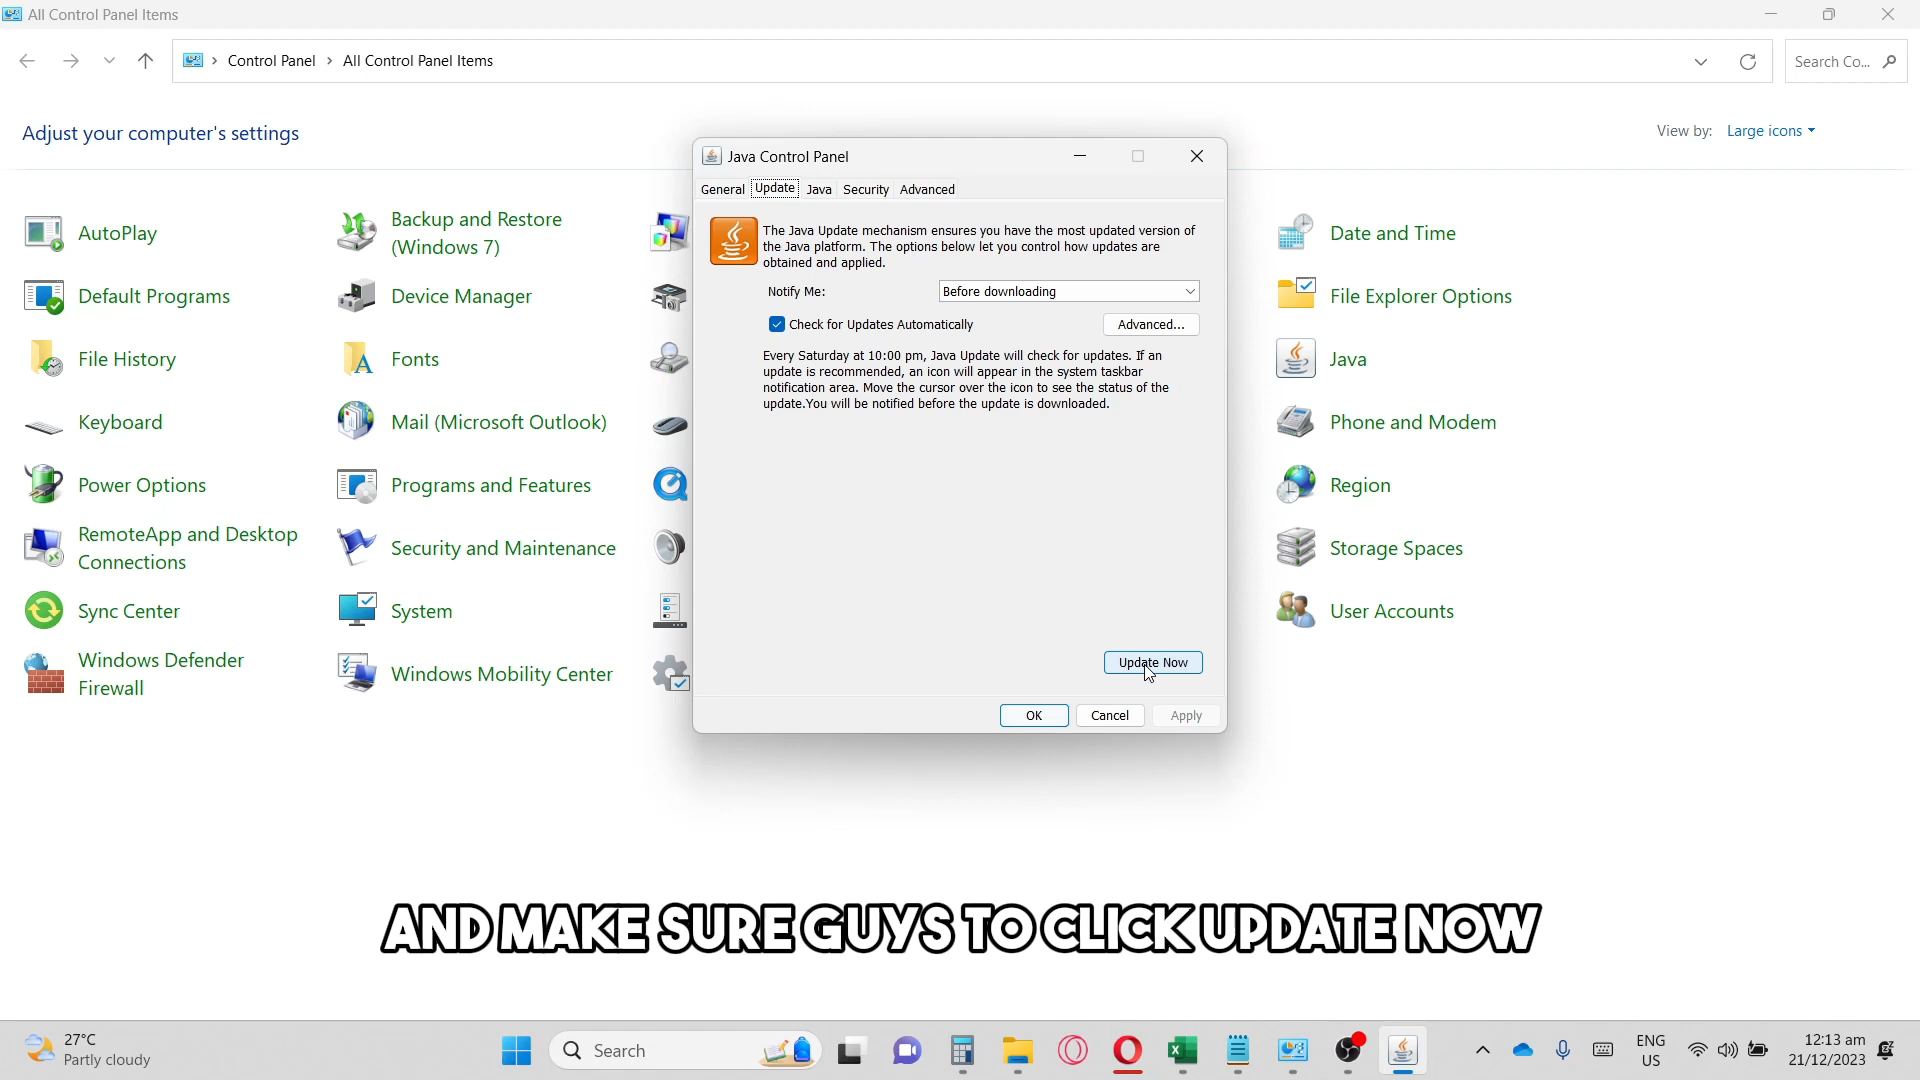 All Control Panel Items
Control Panel
All Control Panel Items
Search Co...
Adjust your computer's settings
View by:
Large icons
AutoPlay
Backup and Restore
(Windows 7)
Date and Time
Default Programs
Device Manager
File Explorer Options
File History
Fonts
Java
Keyboard
Mail (Microsoft Outlook)
Phone and Modem
Power Options
Programs and Features
Region
RemoteApp and Desktop
Connections
Security and Maintenance
Storage Spaces
Sync Center
System
User Accounts
Windows Defender
Firewall
Windows Mobility Center
Java Control Panel
General Update Java Security Advanced
The Java Update mechanism ensures you have the most updated version of
the Java platform. The options below let you control how updates are
obtained and applied.
Notify Me:
Before downloading
Check for Updates Automatically
Advanced...
Every Saturday at 10:00 pm, Java Update will check for updates. If an
update is recommended, an icon will appear in the system taskbar
notification area. Move the cursor over the icon to see the status of the
update.You will be notified before the update is downloaded.
Update Now
OK
Cancel
Apply
AND MAKE SURE GUYS TO CLICK UPDATE NOW
27°C
Partly cloudy
Search
ENG
US
12:13 am
21/12/2023